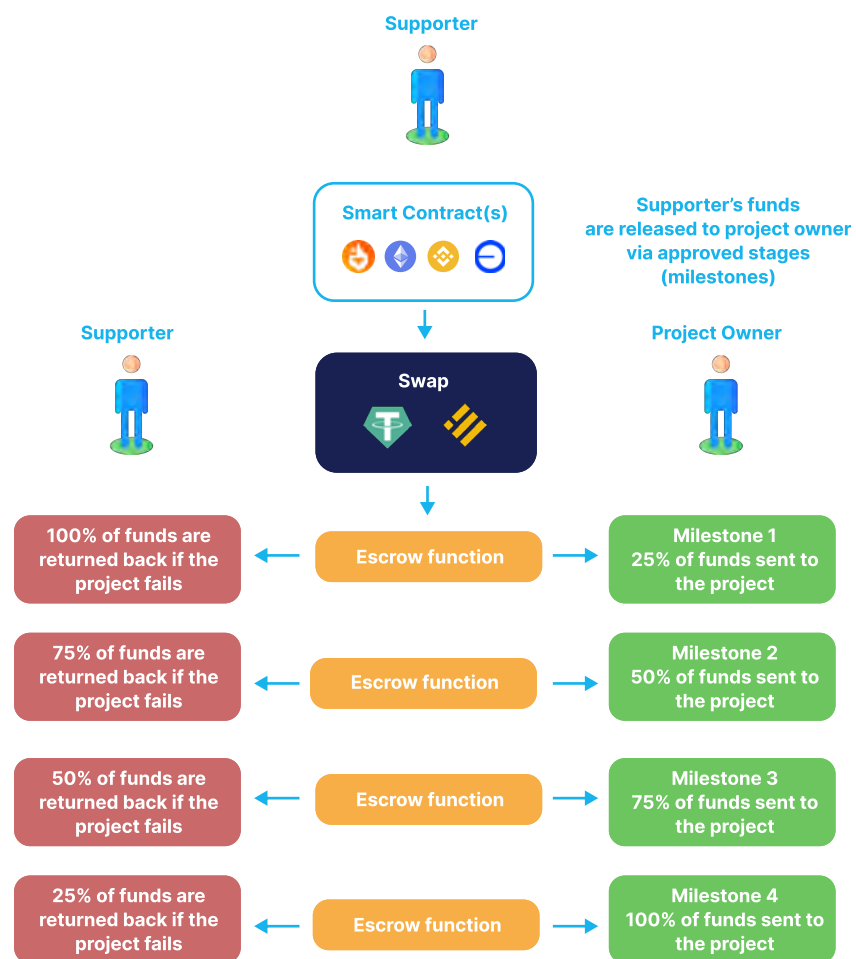 Supporter
Smart Contract(s)
Supporter’s funds
are released to project owner
via approved stages
(milestones)
Supporter
Project Owner
Swap
100% of funds are
returned back if the
project fails
Escrow function
Milestone 1
25% of funds sent to
the project
75% of funds are
returned back if the
project fails
Escrow function
Milestone 2
50% of funds sent to
the project
50% of funds are
returned back if the
project fails
Escrow function
Milestone 3
75% of funds sent to
the project
25% of funds are
returned back if the
project fails
Escrow function
Milestone 4
100% of funds sent to
the project